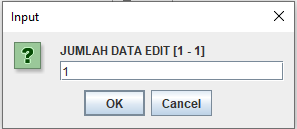 Input
JUMLAH DATA EDIT [1 - 1]
1
OK Cancel